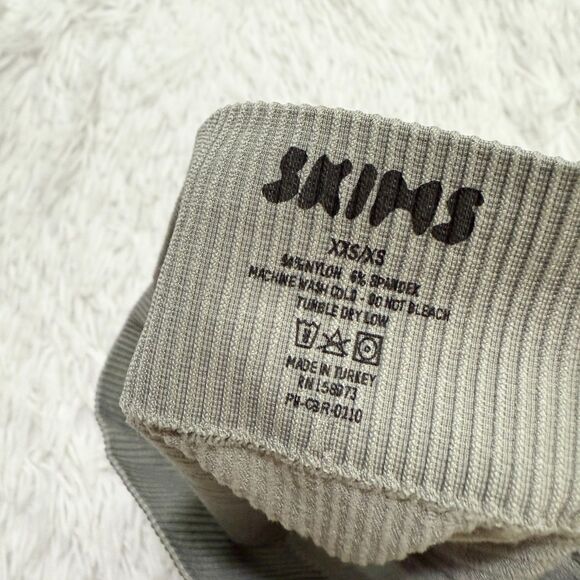 SKIMS
XXS/XS
94%NYLON 6% SPANDEX
MACHINE WASH COLD - DO NOT BLEACH
TUMBLE DRY LOW
MADE IN TURKEY
RN 158973